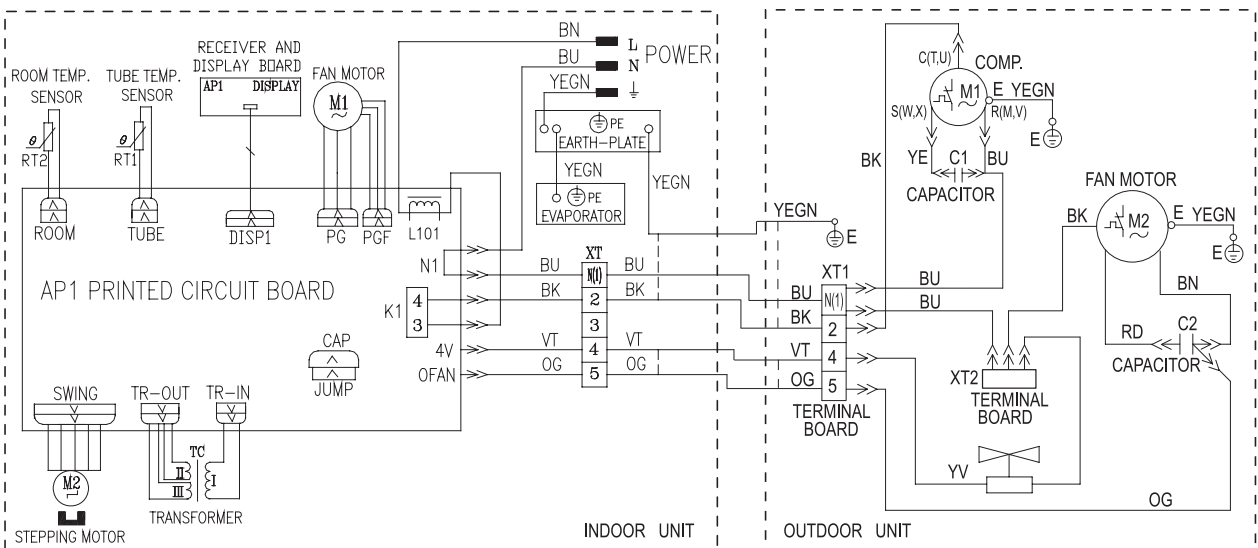 BN
L
POWER
BU
N
YEGN
RECEIVER AND
DISPLAY BOARD
AP1 DISPLAY
ROOM TEMP.
SENSOR
TUBE TEMP.
SENSOR
FAN MOTOR
M1
θ
RT2
θ
RT1
PE
EARTH-PLATE
YEGN
YEGN
PE
EVAPORATOR
ROOM
TUBE
DISP1
PG
PGF
L101
N1
AP1 PRINTED CIRCUIT BOARD
K1
4
3
4V
OFAN
CAP
JUMP
BU
BK
VT
OG
XT
N(1)
2
3
4
5
BU
BK
VT
OG
SWING
TR-OUT
TR-IN
TC
II
III
I
M2
STEPPING MOTOR
TRANSFORMER
INDOOR UNIT
C(T,U)
COMP.
M1
E YEGN
S(W,X)
R(M,V)
E
BK
YE
C1
BU
CAPACITOR
FAN MOTOR
YEGN
E
BK
M2
E YEGN
E
XT1
BU
BU
BU
N(1)
BK
2
VT
4
OG
5
TERMINAL
BOARD
XT2
TERMINAL
BOARD
BN
RD
C2
CAPACITOR
YV
OG
OUTDOOR UNIT